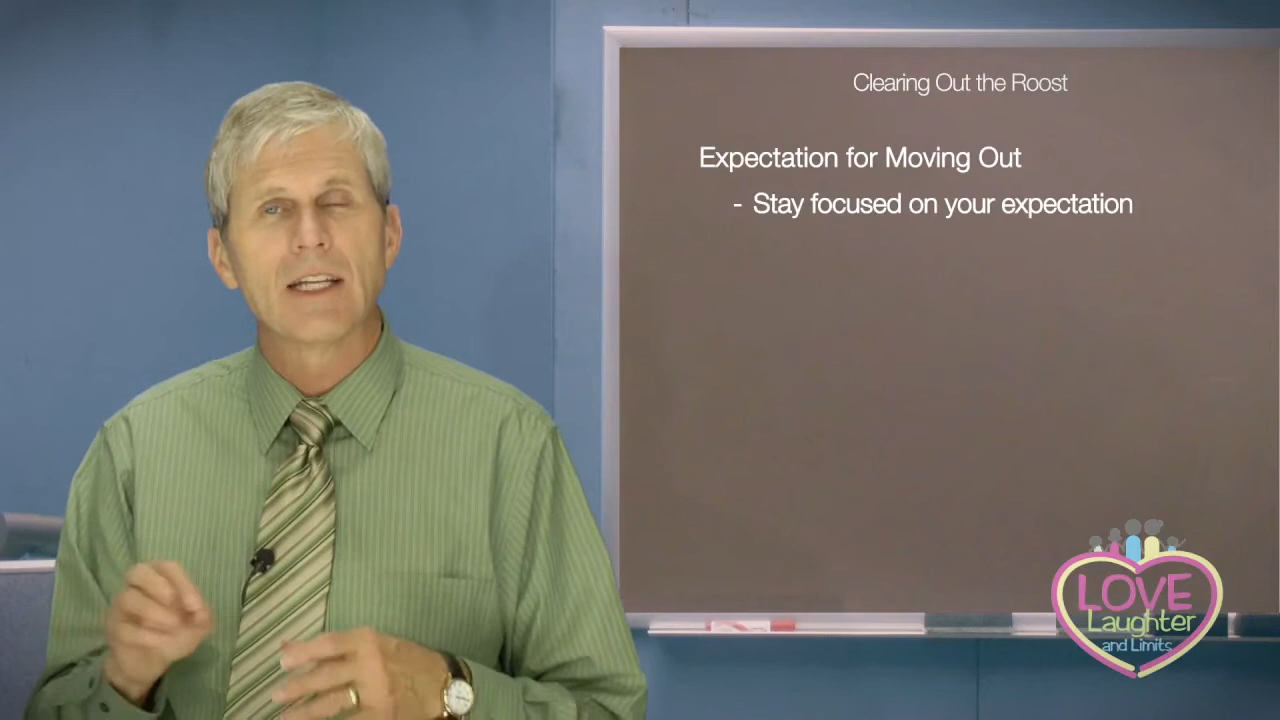 Clearing Out the Roost
Expectation for Moving Out
- Stay focused on your expectation
LOVE
Laughter
and Limits